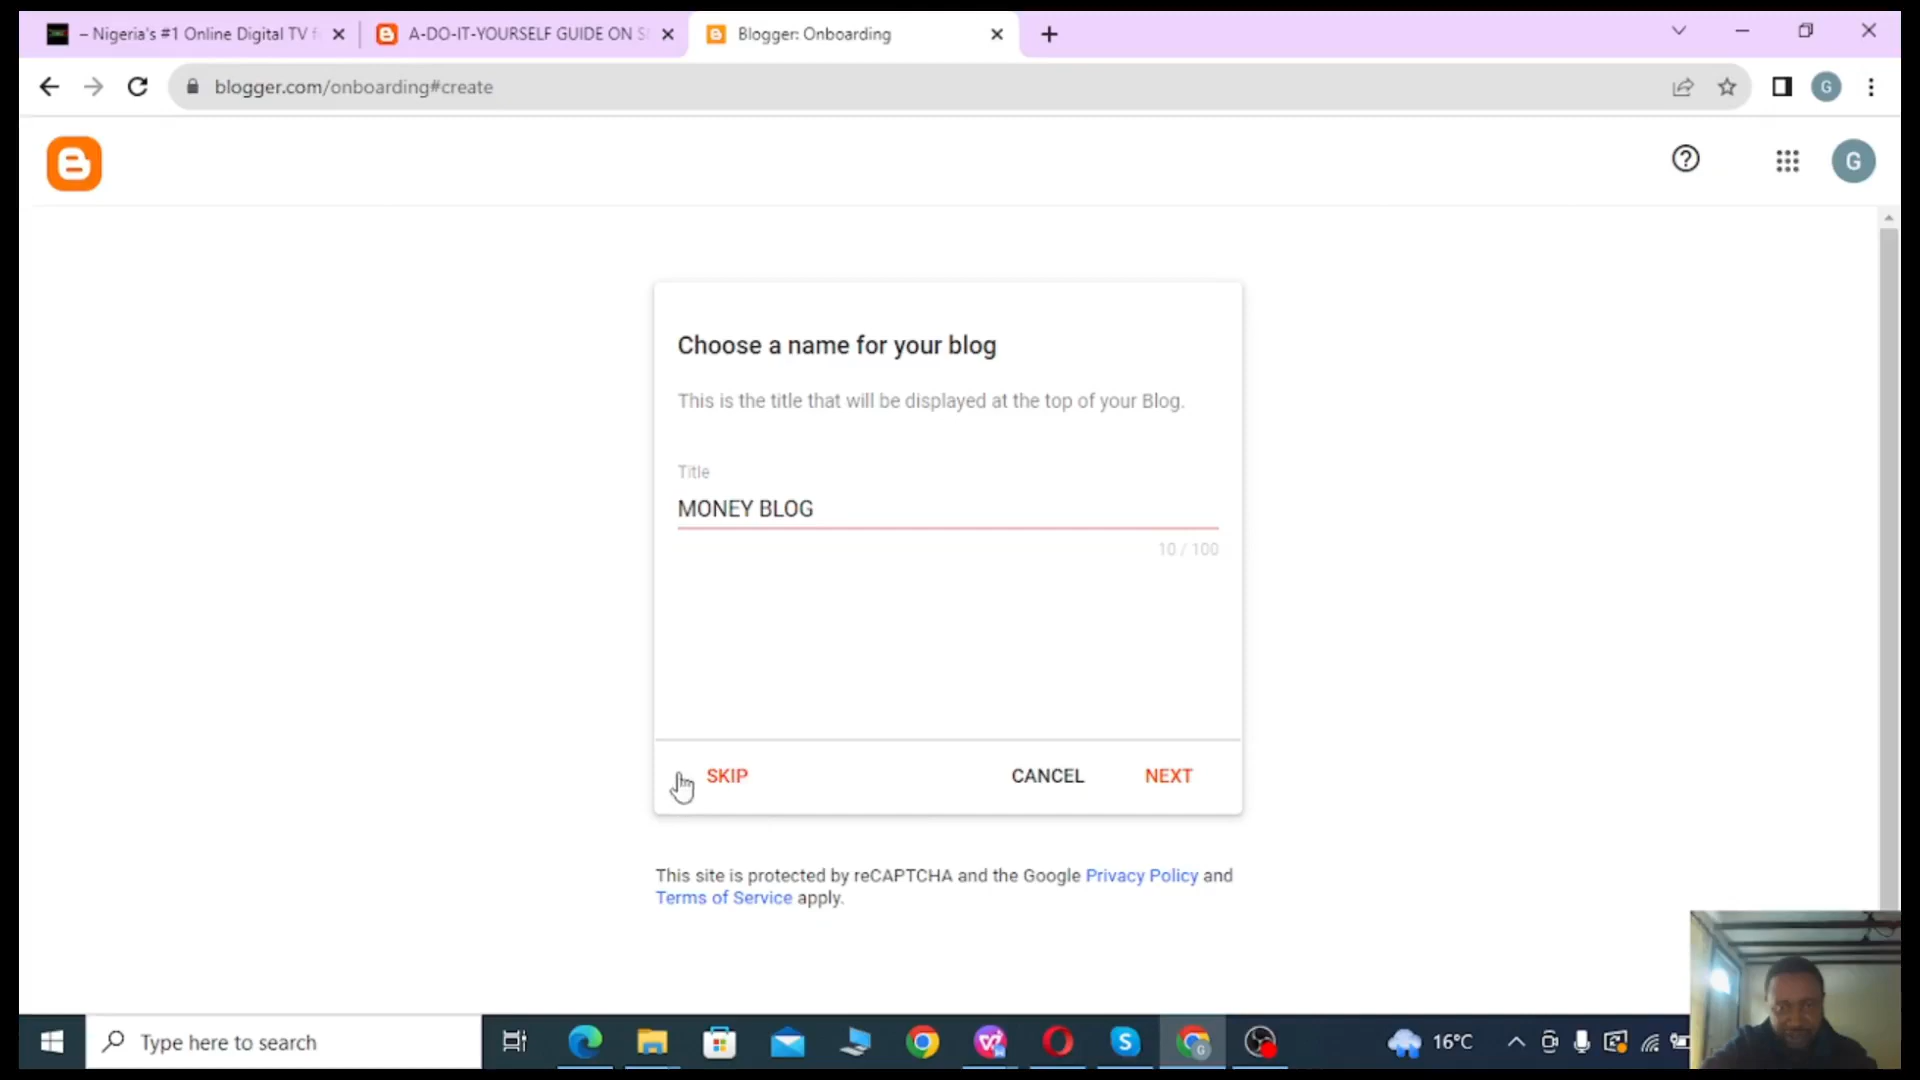 – Nigeria's #1 Online Digital TV f
A-DO-IT-YOURSELF GUIDE ON S
Blogger: Onboarding
blogger.com/onboarding#create
G
G
Choose a name for your blog
This is the title that will be displayed at the top of your Blog.
Title
MONEY BLOG
10 / 100
SKIP
CANCEL
NEXT
This site is protected by reCAPTCHA and the Google Privacy Policy and
Terms of Service apply.
Type here to search
16°C